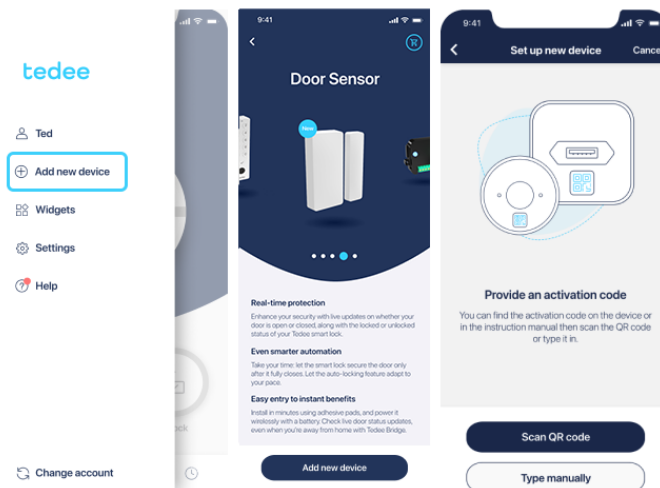 tedee
Ted
Add new device
Widgets
Settings
Help
Change account
9:41
Door Sensor
New
Real-time protection
Enhance your security with live updates on whether your
door is open or closed, along with the locked or unlocked
status of your Tedee smart lock.
Even smarter automation
Take your time: let the smart lock secure the door only
after it fully closes. Let the auto-locking feature adapt to
your pace.
Easy entry to instant benefits
Install in minutes using adhesive pads, and power it
wirelessly with a battery. Check live door status updates,
even when you're away from home with Tedee Bridge.
Add new device
9:41
Set up new device
Cance
Provide an activation code
You can find the activation code on the device or
in the instruction manual then scan the QR code
or type it in.
Scan QR code
Type manually